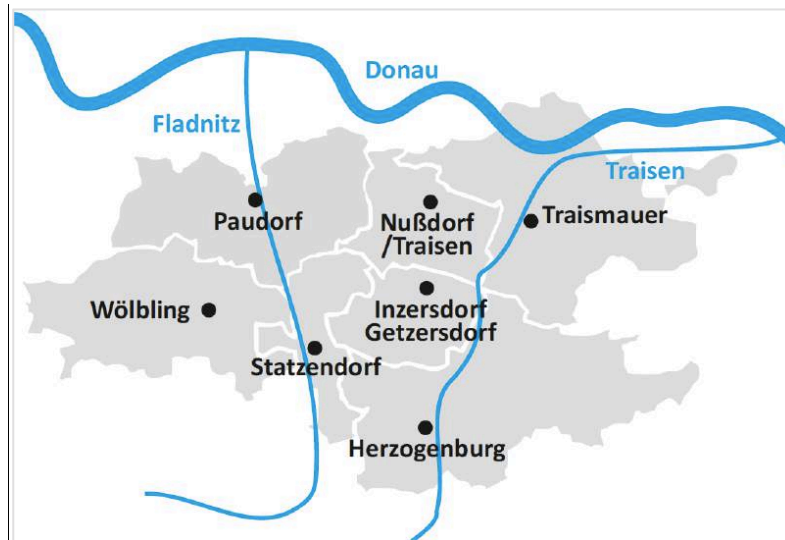 Donau
Fladnitz
Traisen
Paudorf
Nußdorf
/Traisen
Traismauer
Wölbling
Inzersdorf
Getzersdorf
Statzendorf
Herzogenburg